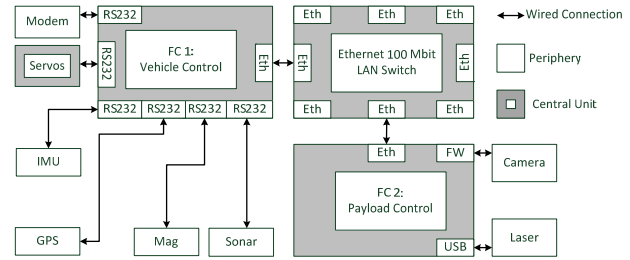 Modem
RS232
Servos
RS232
FC 1:
Vehicle Control
Eth
RS232
RS232
RS232
RS232
Eth
Eth
Eth
Eth
Ethernet 100 Mbit
LAN Switch
Eth
Eth
Eth
Eth
Wired Connection
Periphery
Central Unit
IMU
GPS
Mag
Sonar
Eth
FW
FC 2:
Payload Control
USB
Camera
Laser